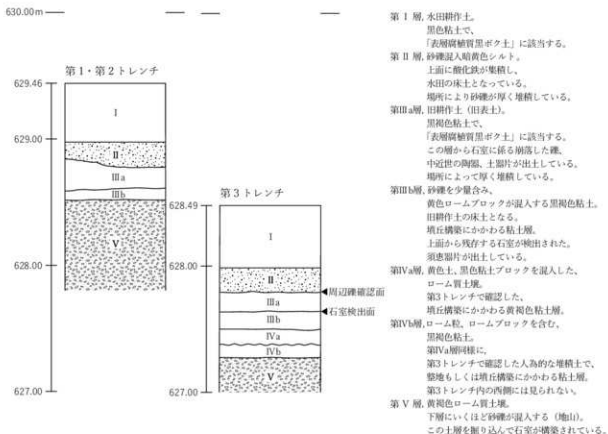 630.00m
629.46
629.00
628.00
627.00
第1・第2トレンチ
I
II
IIIa
IIIb
V
第3トレンチ
628.49
628.00
627.00
I
II
IIIa
IIIb
IVa
IVb
V
◀周辺礫確認面
◀石室検出面
第 I 層, 水田耕作土。
黒色粘土で、
「表層腐植質黒ボク土」に該当する。
第 II 層, 砂礫混入暗黄色シルト。
上面に酸化鉄が集積し、
水田の床土となっている。
場所により砂礫が厚く堆積している。
第IIIa層, 旧耕作土（旧表土）。
黒褐色粘土で、
「表層腐植質黒ボク土」に該当する。
この層から石室に係る崩落した礫、
中近世の陶器、土器片が出土している。
場所によって厚く堆積している。
第IIIb層, 砂礫を少量含み、
黄色ロームブロックが混入する黒褐色粘土。
旧耕作土の床土となる。
墳丘構築にかかわる粘土層。
上面から残存する石室が検出された。
須恵器片が出土している。
第IVa層, 黄色土、黒色粘土ブロックを混入した、
ローム質土壌。
第3トレンチで確認した、
墳丘構築にかかわる黄褐色粘土層。
第IVb層, ローム粒、ロームブロックを含む、
黒褐色粘土。
第IVa層同様に、
第3トレンチで確認した人為的な堆積土で、
整地もしくは墳丘構築にかかわる粘土層。
第3トレンチ内の西側には見られない。
第 V 層, 黄褐色ローム質土壌。
下層にいくほど砂礫が混入する（地山）。
この土層を掘り込んで石室が構築されている。